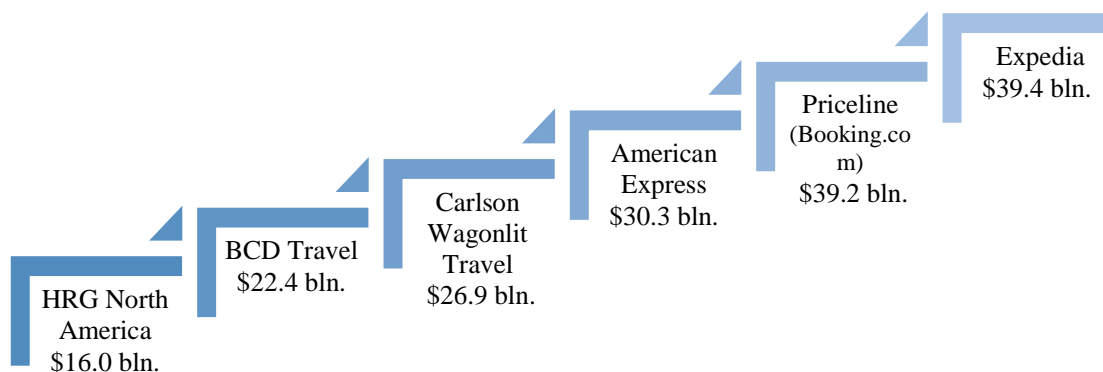 HRG North
America
$16.0 bln.
BCD Travel
$22.4 bln.
Carlson
Wagonlit
Travel
$26.9 bln.
American
Express
$30.3 bln.
Priceline
(Booking.co
m)
$39.2 bln.
Expedia
$39.4 bln.